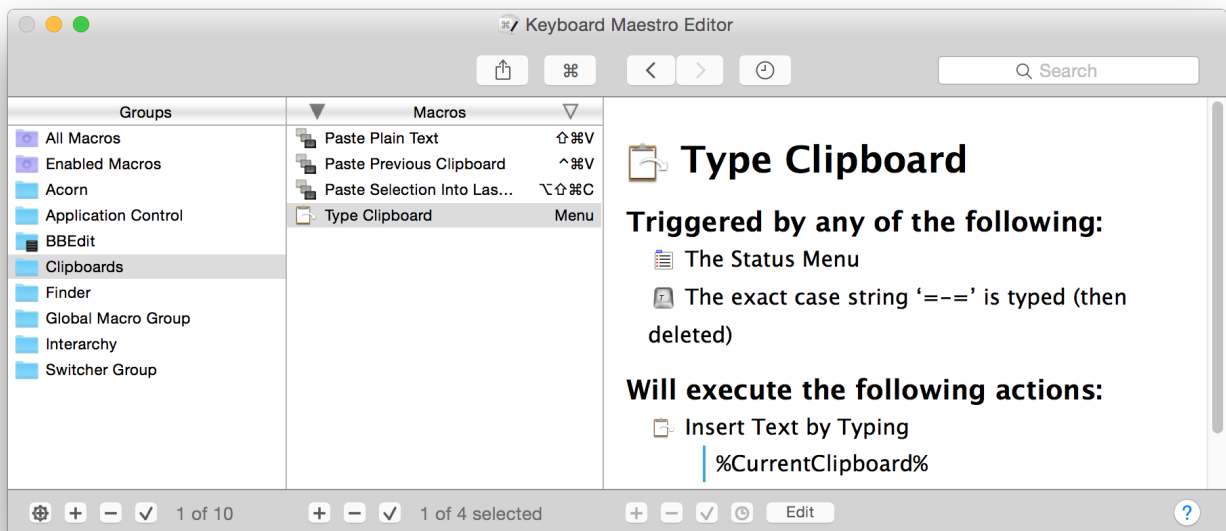 Keyboard Maestro Editor
⌘
Search
Groups
All Macros
Enabled Macros
Acorn
Application Control
BBEdit
Clipboards
Finder
Global Macro Group
Interarchy
Switcher Group
1 of 10
Macros
Paste Plain Text ⇧⌘V
Paste Previous Clipboard ^⌘V
Paste Selection Into Las... ⌥⇧⌘C
Type Clipboard Menu
1 of 4 selected
Type Clipboard
Triggered by any of the following:
The Status Menu
The exact case string ‘=-=’ is typed (then
deleted)
Will execute the following actions:
Insert Text by Typing
%CurrentClipboard%
Edit
?